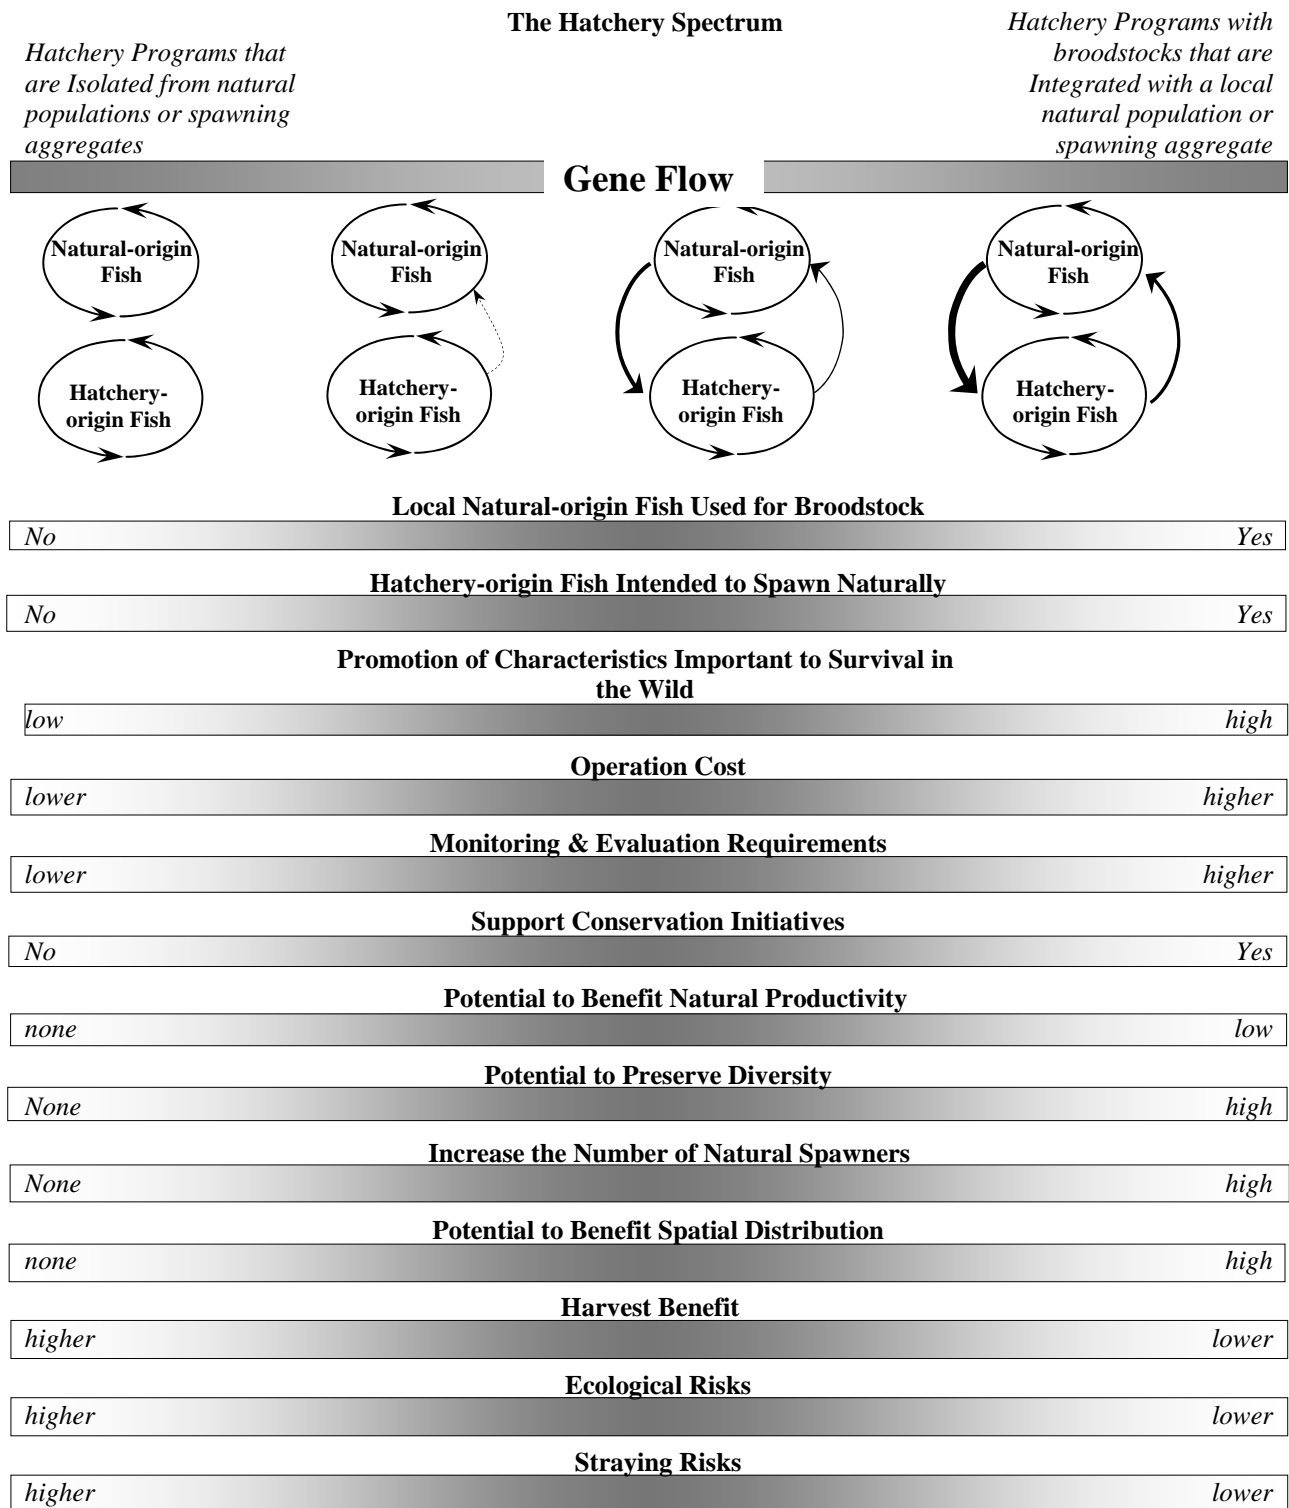 The Hatchery Spectrum
Hatchery Programs that
are Isolated from natural
populations or spawning
aggregates
Hatchery Programs with
broodstocks that are
Integrated with a local
natural population or
spawning aggregate
Gene Flow
Natural-origin
Fish
Hatchery-
origin Fish
Natural-origin
Fish
Hatchery-
origin Fish
Natural-origin
Fish
Hatchery-
origin Fish
Natural-origin
Fish
Hatchery-
origin Fish
Local Natural-origin Fish Used for Broodstock
No Yes
Hatchery-origin Fish Intended to Spawn Naturally
No Yes
Promotion of Characteristics Important to Survival in
the Wild
low high
Operation Cost
lower higher
Monitoring & Evaluation Requirements
lower higher
Support Conservation Initiatives
No Yes
Potential to Benefit Natural Productivity
none low
Potential to Preserve Diversity
None high
Increase the Number of Natural Spawners
None high
Potential to Benefit Spatial Distribution
none high
Harvest Benefit
higher lower
Ecological Risks
higher lower
Straying Risks
higher lower